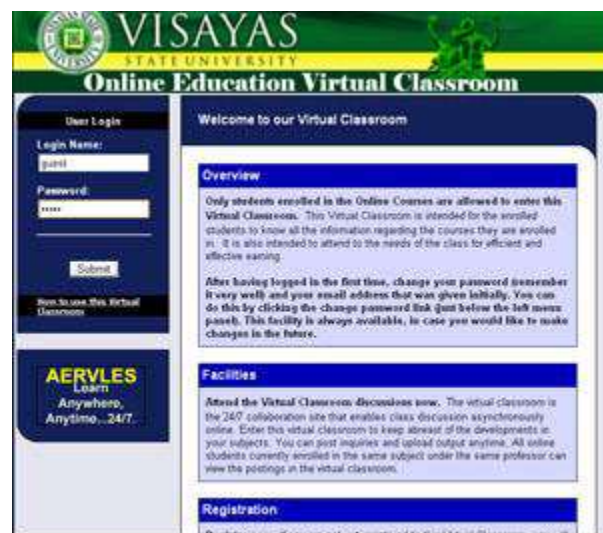 VISAYAS
STATE UNIVERSITY
Online Education Virtual Classroom
User Login
Login Name:
guest
Password:
*****
Submit
How to use this Virtual
Classroom
AERVLES
Learn
Anywhere,
Anytime...24/7.
Welcome to our Virtual Classroom
Overview
Only students enrolled in the Online Courses are allowed to enter this
Virtual Classroom. This Virtual Classroom is intended for the enrolled
students to know all the information regarding the courses they are enrolled
in. It is also intended to attend to the needs of the class for efficient and
effective earning.
After having logged in the first time, change your password (remember
it very well) and your email address that was given initially. You can
do this by clicking the change password link (just below the left menu
panel). This facility is always available, in case you would like to make
changes in the future.
Facilities
Attend the Virtual Classroom discussions now. The virtual classroom is
the 24/7 collaboration site that enables class discussion asynchronously
online. Enter this virtual classroom to keep abreast of the developments in
your subjects. You can post inquiries and upload output anytime. All online
students currently enrolled in the same subject under the same professor can
view the postings in the virtual classroom.
Registration